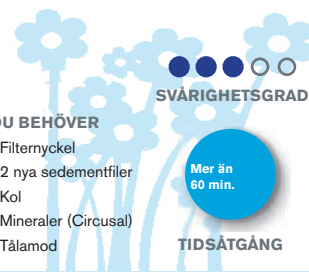 SVÅRIGHETSGRAD
DU BEHÖVER
Filternyckel
2 nya sedementfiler
Kol
Mineraler (Circusal)
Tålamod
Mer än
60 min.
TIDSÅTGÅNG